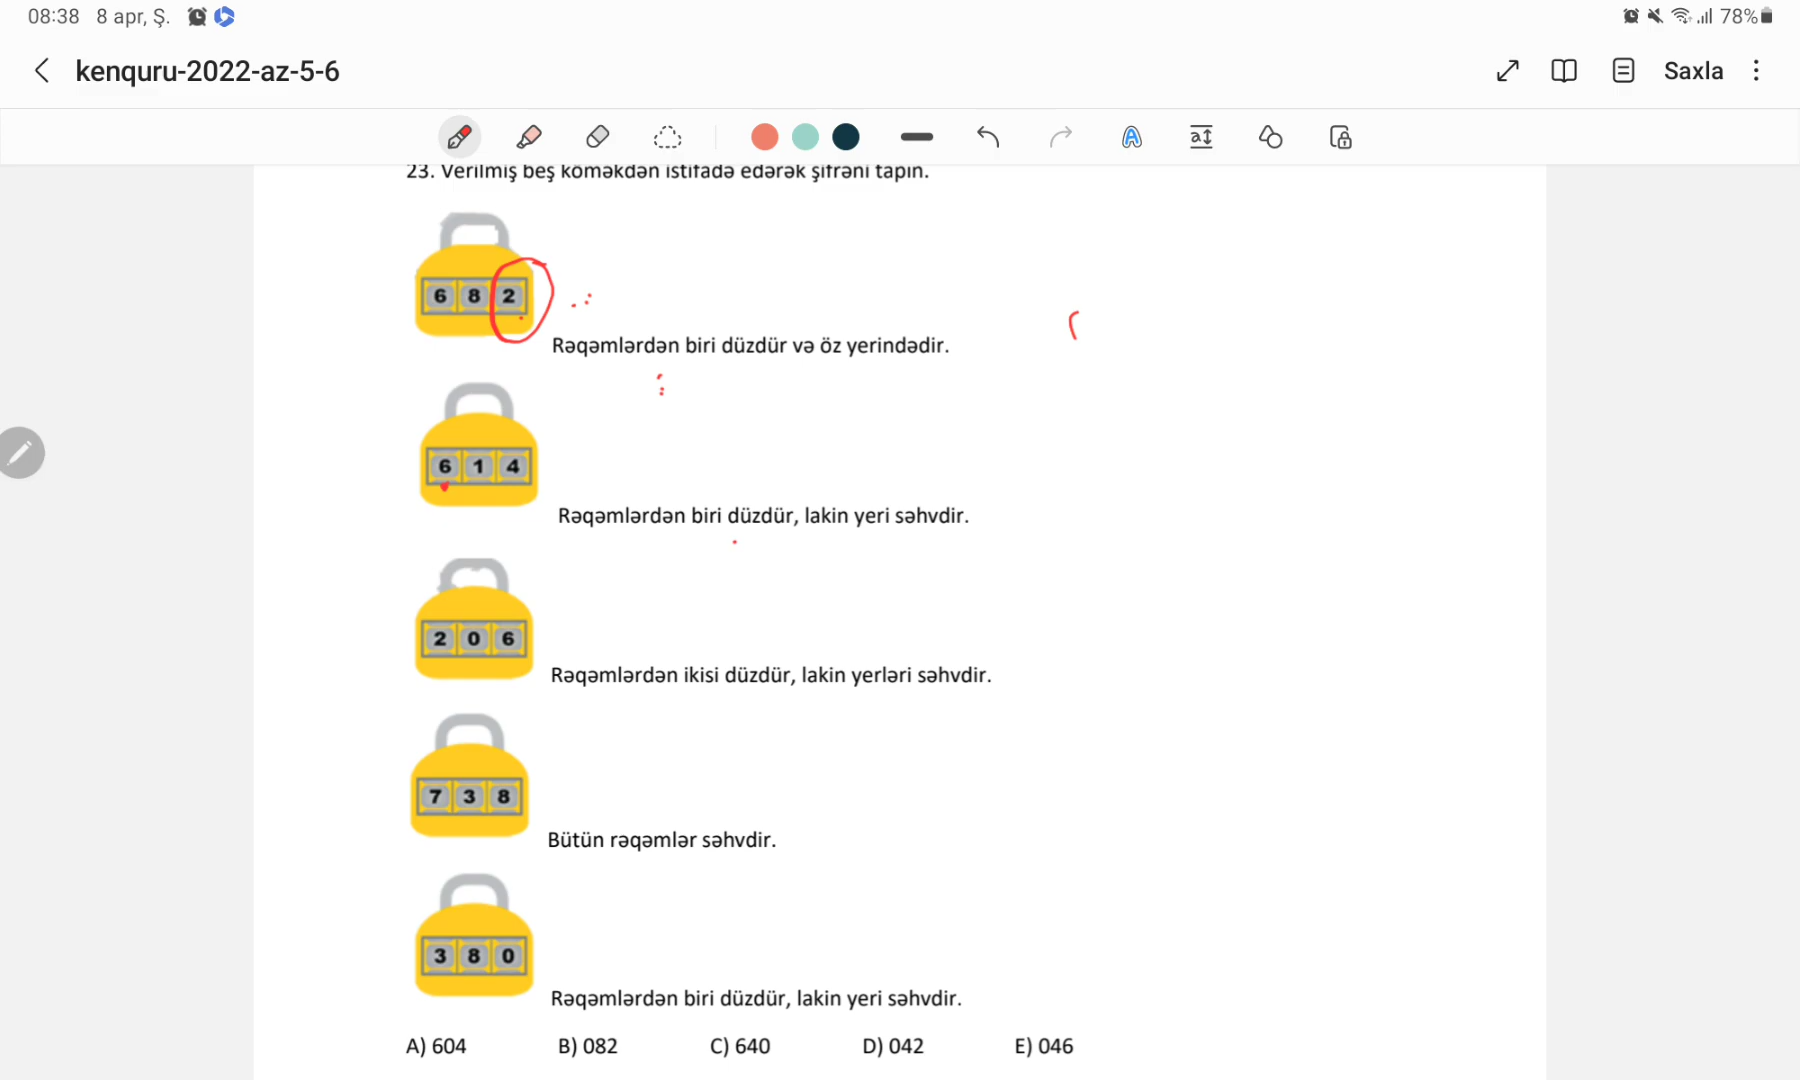 08:38 8 apr, Ş. 78%
kenquru-2022-az-5-6 Saxla
23. Verilmiş beş köməkdən istifadə edərək şifrəni tapın.
6 8 2
Rəqəmlərdən biri düzdür və öz yerindədir.
6 1 4
Rəqəmlərdən biri düzdür, lakin yeri səhvdir.
2 0 6
Rəqəmlərdən ikisi düzdür, lakin yerləri səhvdir.
7 3 8
Bütün rəqəmlər səhvdir.
3 8 0
Rəqəmlərdən biri düzdür, lakin yeri səhvdir.
A) 604 B) 082 C) 640 D) 042 E) 046